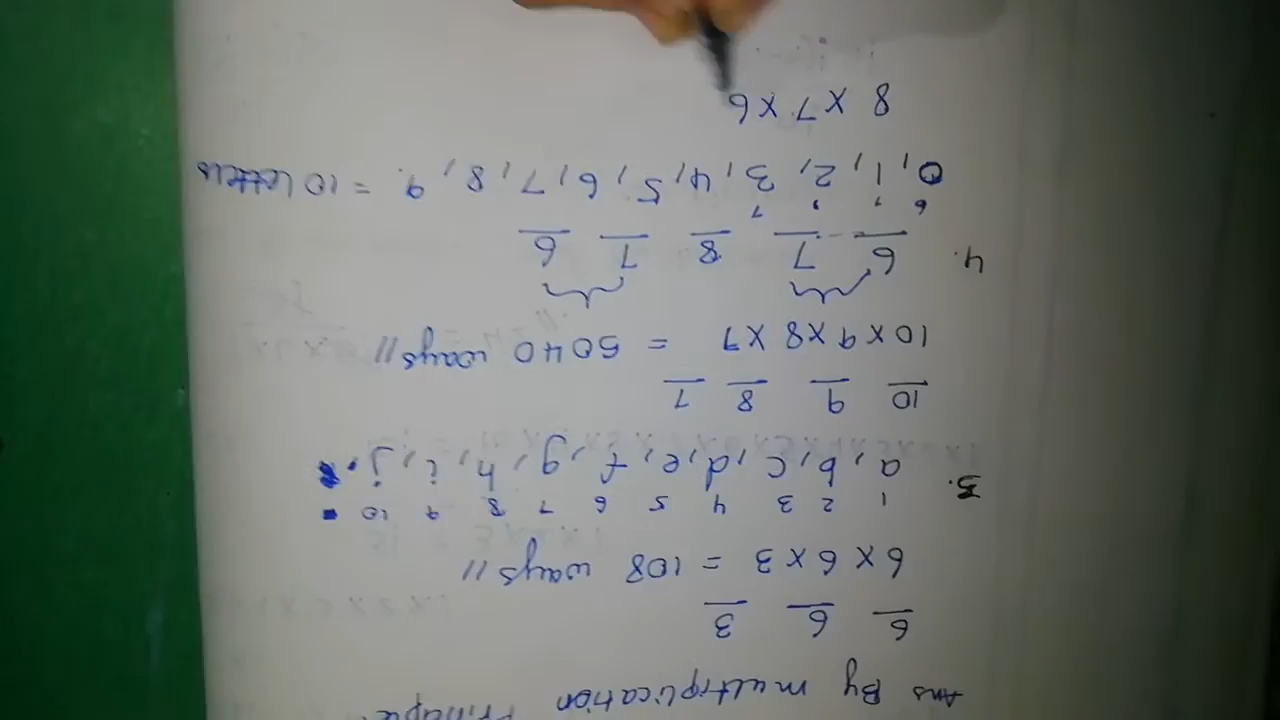 Ans By multiplication Principle.
6 6 3
6 x 6 x 3 = 108 ways //
1 2 3 4 5 6 7 8 9 10
3. a, b, c, d, e, f, g, h, i, j.
10 9 8 7
10 x 9 x 8 x 7 = 5040 ways //
4. 6 7 8 7 6
0, 1, 2, 3, 4, 5, 6, 7, 8, 9. = 10 letters
8 x 7 x 6